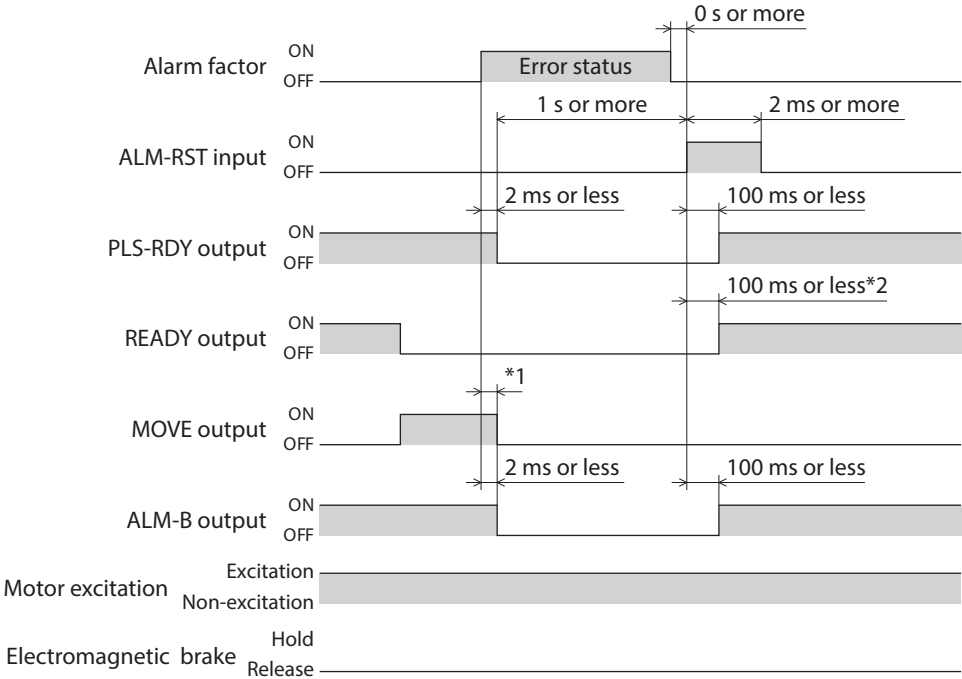 0 s or more
Alarm factor
ON
OFF
Error status
1 s or more
2 ms or more
ALM-RST input
ON
OFF
2 ms or less
100 ms or less
PLS-RDY output
ON
OFF
100 ms or less*2
READY output
ON
OFF
*1
MOVE output
ON
OFF
2 ms or less
100 ms or less
ALM-B output
ON
OFF
Motor excitation
Excitation
Non-excitation
Electromagnetic brake
Hold
Release